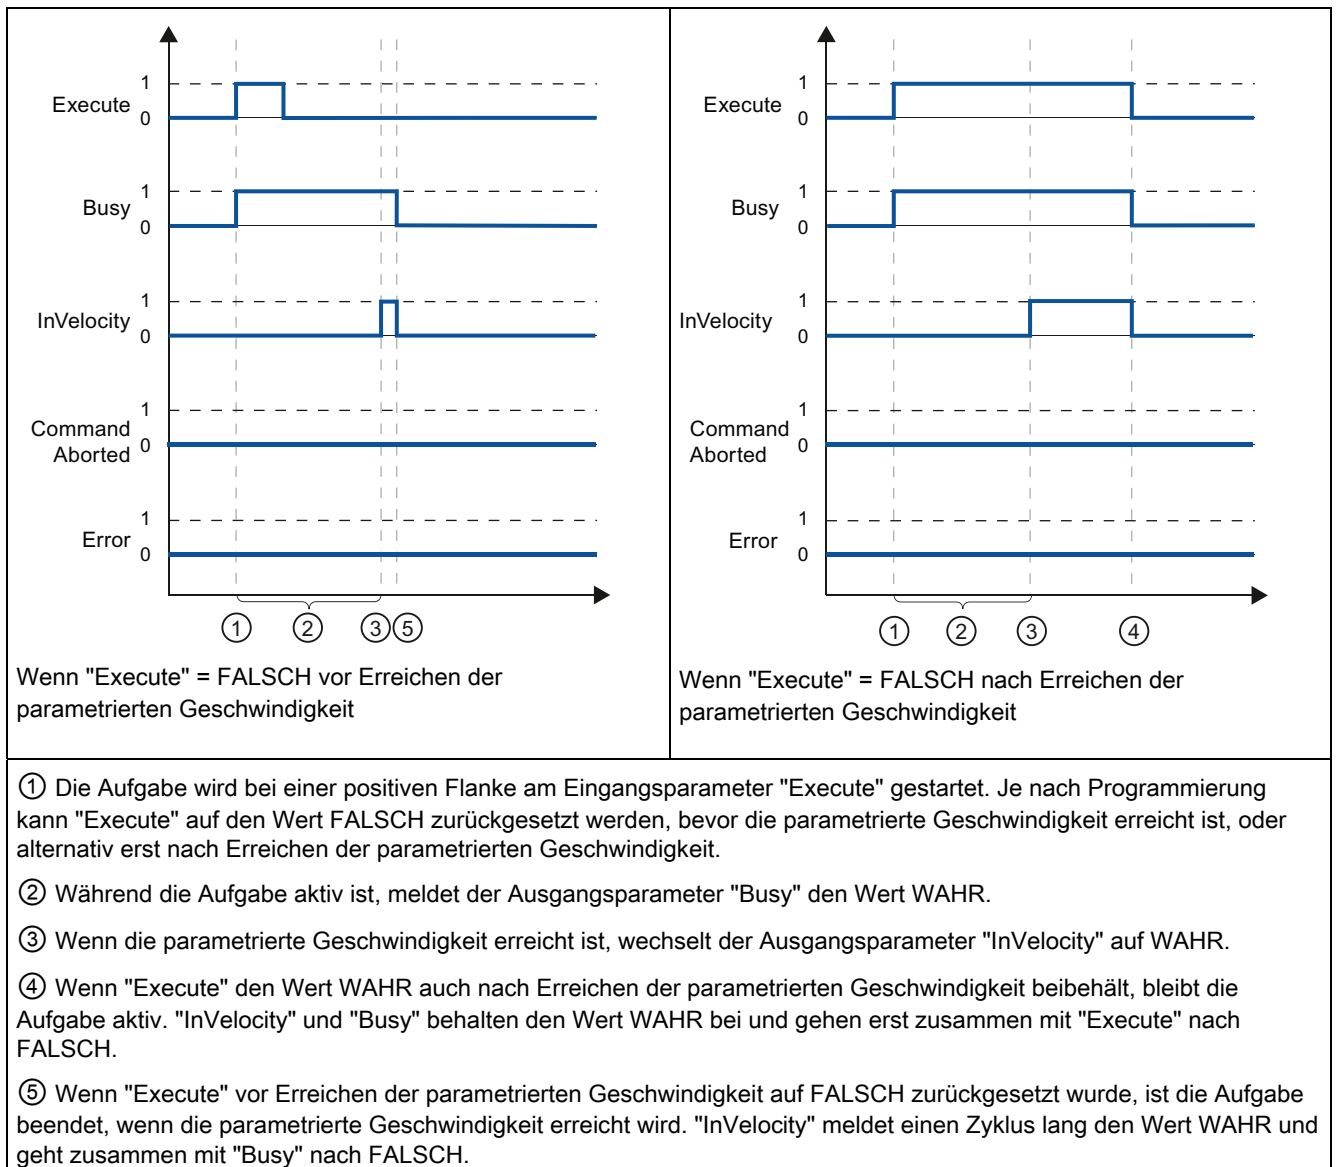 1
Execute
0
1
Busy
0
1
InVelocity
0
1
Command
Aborted
0
1
Error
0
① ② ③ ⑤
Wenn "Execute" = FALSCH vor Erreichen der
parametrierten Geschwindigkeit
1
Execute
0
1
Busy
0
1
InVelocity
0
1
Command
Aborted
0
1
Error
0
① ② ③ ④
Wenn "Execute" = FALSCH nach Erreichen der
parametrierten Geschwindigkeit
① Die Aufgabe wird bei einer positiven Flanke am Eingangsparameter "Execute" gestartet. Je nach Programmierung
kann "Execute" auf den Wert FALSCH zurückgesetzt werden, bevor die parametrierte Geschwindigkeit erreicht ist, oder
alternativ erst nach Erreichen der parametrierten Geschwindigkeit.
② Während die Aufgabe aktiv ist, meldet der Ausgangsparameter "Busy" den Wert WAHR.
③ Wenn die parametrierte Geschwindigkeit erreicht ist, wechselt der Ausgangsparameter "InVelocity" auf WAHR.
④ Wenn "Execute" den Wert WAHR auch nach Erreichen der parametrierten Geschwindigkeit beibehält, bleibt die
Aufgabe aktiv. "InVelocity" und "Busy" behalten den Wert WAHR bei und gehen erst zusammen mit "Execute" nach
FALSCH.
⑤ Wenn "Execute" vor Erreichen der parametrierten Geschwindigkeit auf FALSCH zurückgesetzt wurde, ist die Aufgabe
beendet, wenn die parametrierte Geschwindigkeit erreicht wird. "InVelocity" meldet einen Zyklus lang den Wert WAHR und
geht zusammen mit "Busy" nach FALSCH.